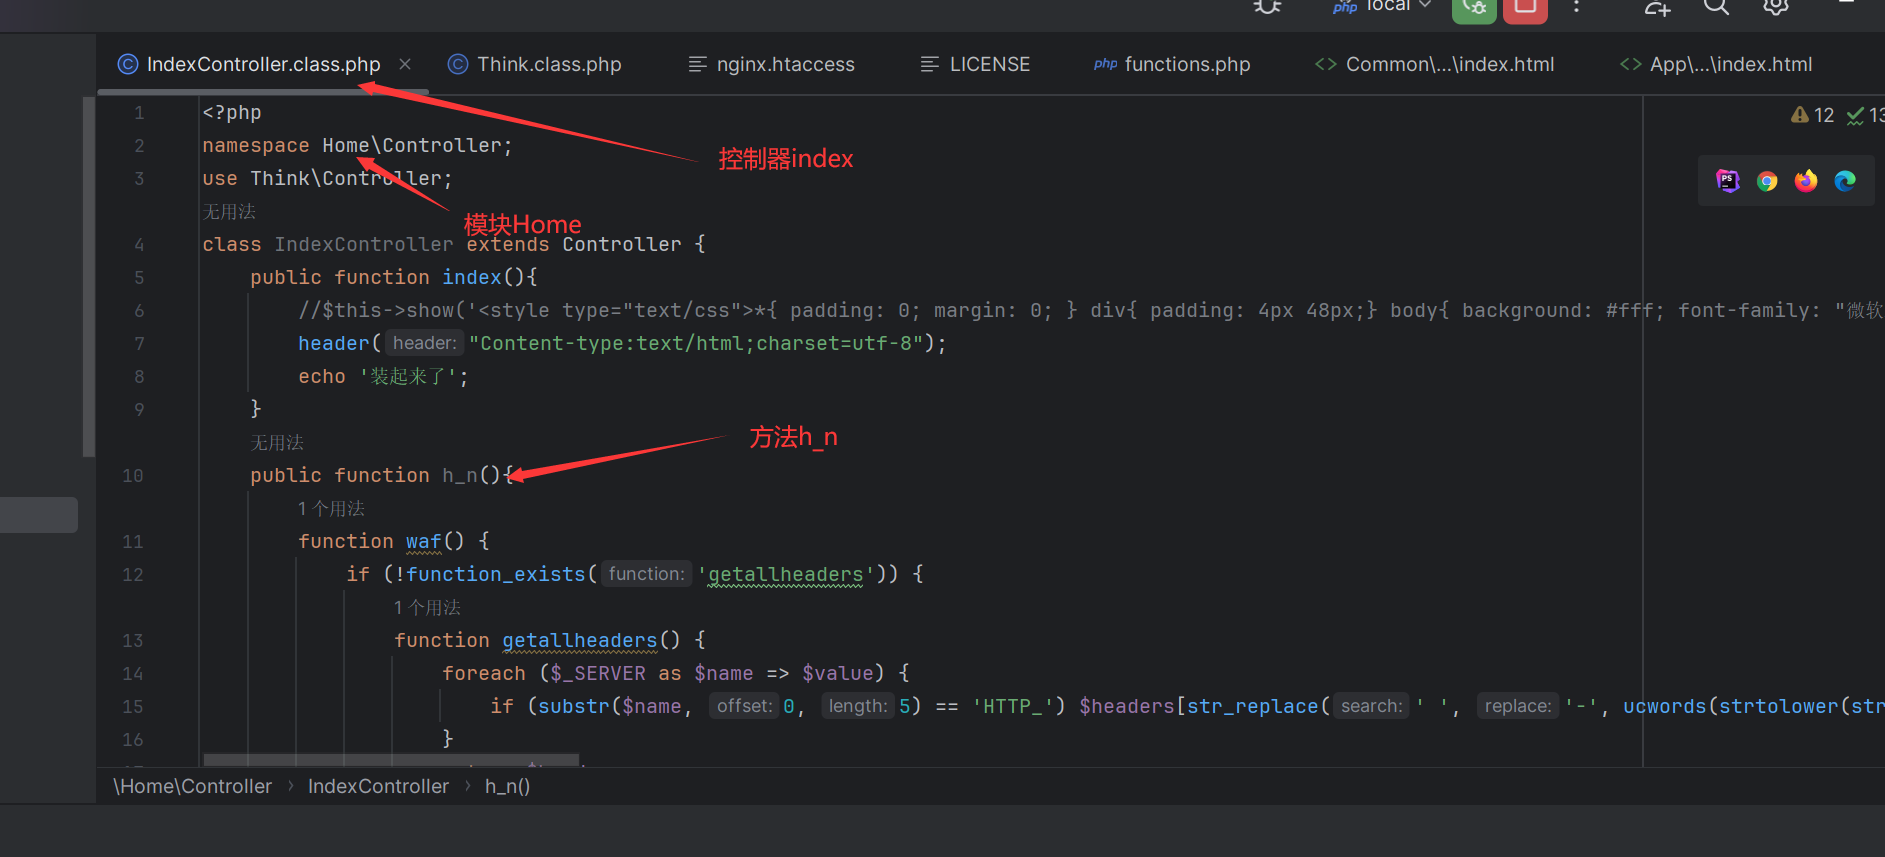 php local
IndexController.class.php Think.class.php nginx.htaccess LICENSE php functions.php Common\...\index.html App\...\index.html
1 <?php
12 13
2 namespace Home\Controller;
控制器index
3 use Think\Controller;
无用法
模块Home
4 class IndexController extends Controller {
5 public function index(){
6 //$this->show('<style type="text/css">*{ padding: 0; margin: 0; } div{ padding: 4px 48px;} body{ background: #fff; font-family: "微软
7 header( header: "Content-type:text/html;charset=utf-8");
8 echo '装起来了';
9 }
无用法
方法h_n
10 public function h_n(){
1 个用法
11 function waf() {
12 if (!function_exists( function: 'getallheaders')) {
1 个用法
13 function getallheaders() {
14 foreach ($_SERVER as $name => $value) {
15 if (substr($name, offset: 0, length: 5) == 'HTTP_') $headers[str_replace( search: ' ', replace: '-', ucwords(strtolower(str
16 }
\Home\Controller › IndexController › h_n()